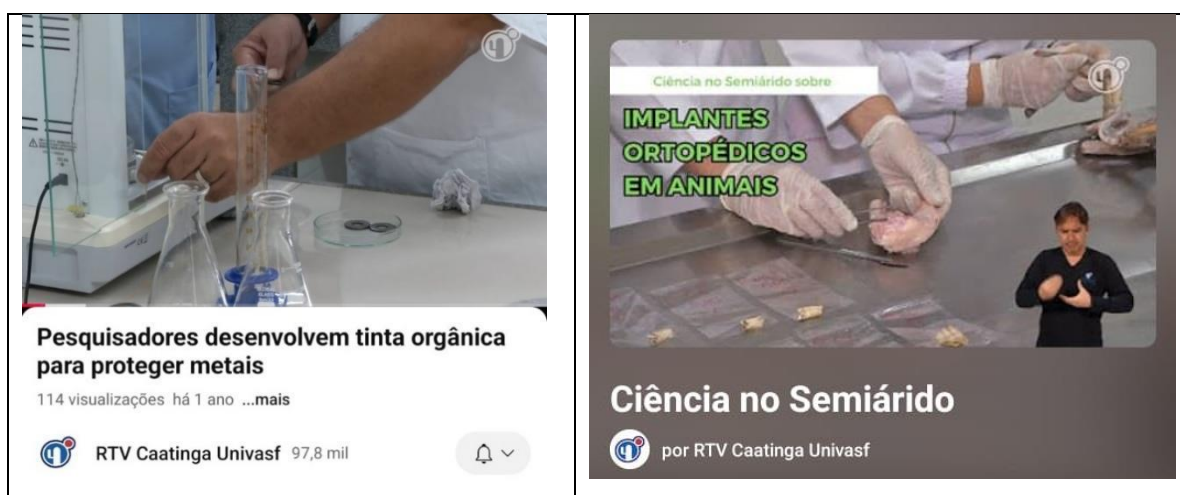 Pesquisadores desenvolvem tinta orgânica
para proteger metais
114 visualizações há 1 ano ...mais
RTV Caatinga Univasf 97,8 mil
Ciência no Semiárido sobre
IMPLANTES
ORTOPÉDICOS
EM ANIMAIS
Ciência no Semiárido
por RTV Caatinga Univasf